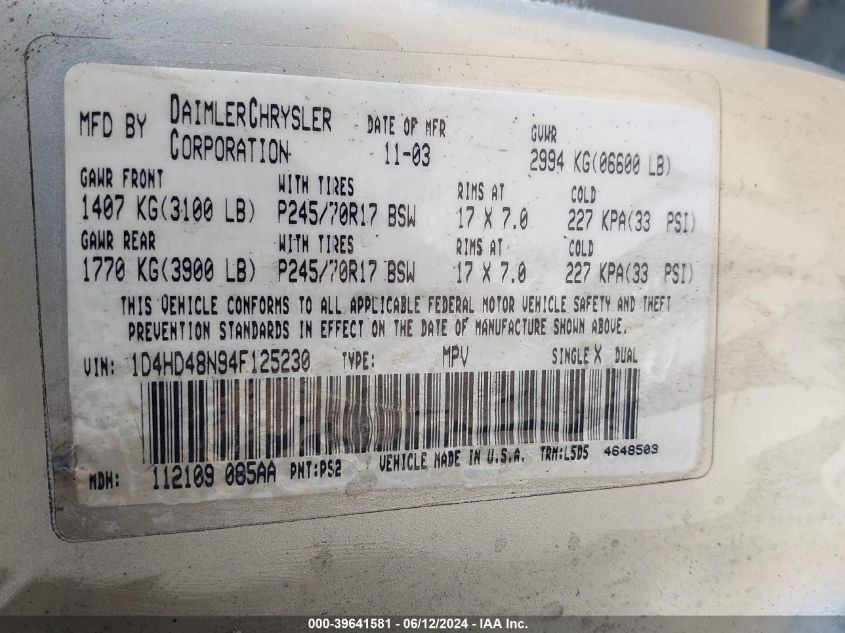 MFD BY DAIMLERCHRYSLER CORPORATION DATE OF MFR 11-03 GVWR 2994 KG(06600 LB)
GAWR FRONT WITH TIRES RIMS AT COLD
1407 KG(3100 LB) P245/70R17 BSW 17 X 7.0 227 KPA(33 PSI)
GAWR REAR WITH TIRES RIMS AT COLD
1770 KG(3900 LB) P245/70R17 BSW 17 X 7.0 227 KPA(33 PSI)
THIS VEHICLE CONFORMS TO ALL APPLICABLE FEDERAL MOTOR VEHICLE SAFETY AND THEFT
PREVENTION STANDARDS IN EFFECT ON THE DATE OF MANUFACTURE SHOWN ABOVE.
VIN: 1D4HD48N94F125230 TYPE: MPV SINGLE X DUAL
MDH: 112109 085AA PNT:PS2 VEHICLE MADE IN U.S.A. TRM:L5D5 4648503
000-39641581 / 06/12/2024 / IAA Inc.